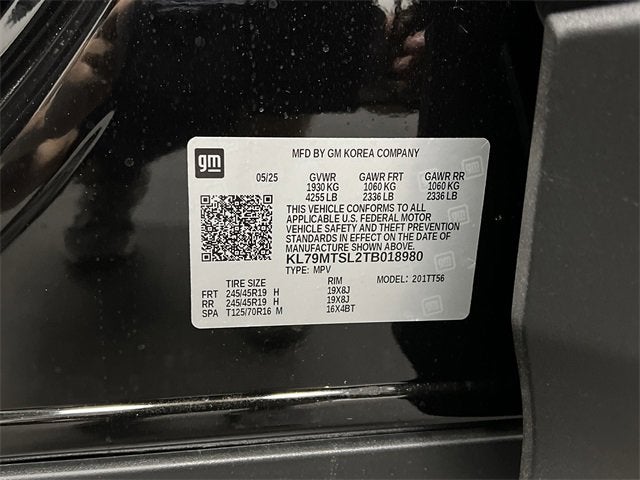 gm
MFD BY GM KOREA COMPANY
05/25 GVWR GAWR FRT GAWR RR
1930 KG 1060 KG 1060 KG
4255 LB 2336 LB 2336 LB
THIS VEHICLE CONFORMS TO ALL
APPLICABLE U.S. FEDERAL MOTOR
VEHICLE SAFETY AND THEFT PREVENTION
STANDARDS IN EFFECT ON THE DATE OF
MANUFACTURE SHOWN ABOVE.
KL79MTSL2TB018980
TYPE: MPV MODEL: 201TT56
TIRE SIZE RIM
FRT 245/45R19 H 19X8J
RR 245/45R19 H 19X8J
SPA T125/70R16 M 16X4BT